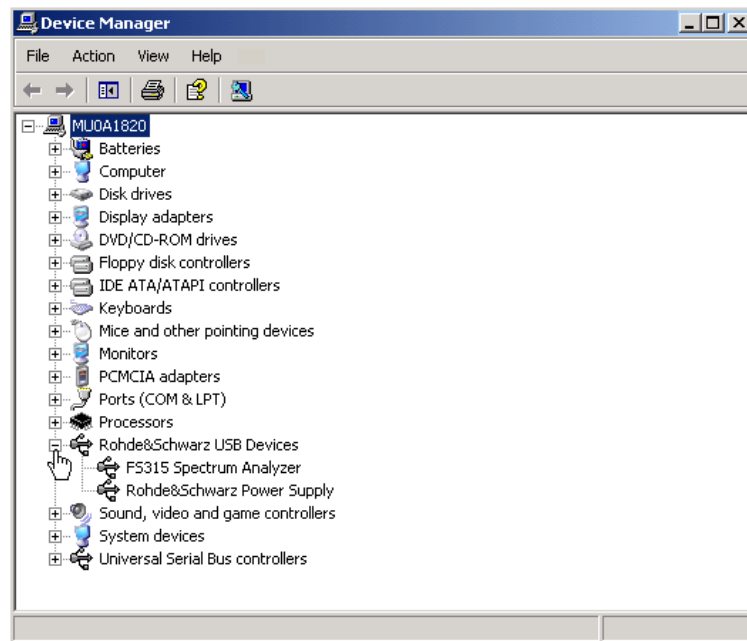 Device Manager
File Action View Help
MU0A1820
Batteries
Computer
Disk drives
Display adapters
DVD/CD-ROM drives
Floppy disk controllers
IDE ATA/ATAPI controllers
Keyboards
Mice and other pointing devices
Monitors
PCMCIA adapters
Ports (COM & LPT)
Processors
Rohde&Schwarz USB Devices
FS315 Spectrum Analyzer
Rohde&Schwarz Power Supply
Sound, video and game controllers
System devices
Universal Serial Bus controllers